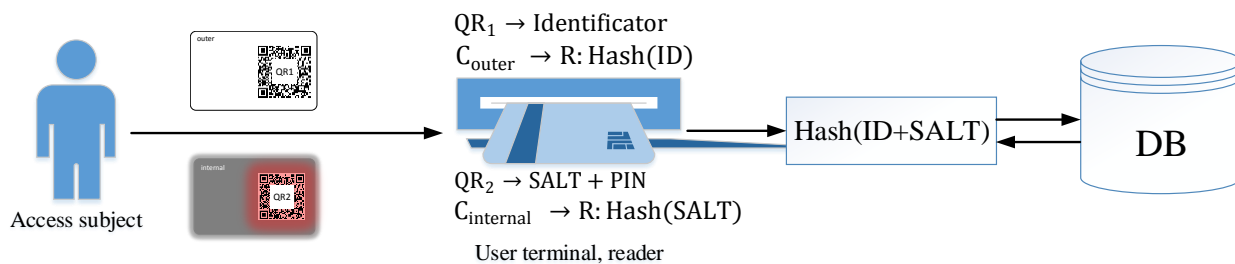 outer
QR1
internal
QR2
Access subject
QR₁ → Identificator
C_outer → R: Hash(ID)
QR₂ → SALT + PIN
C_internal → R: Hash(SALT)
User terminal, reader
Hash(ID+SALT)
DB